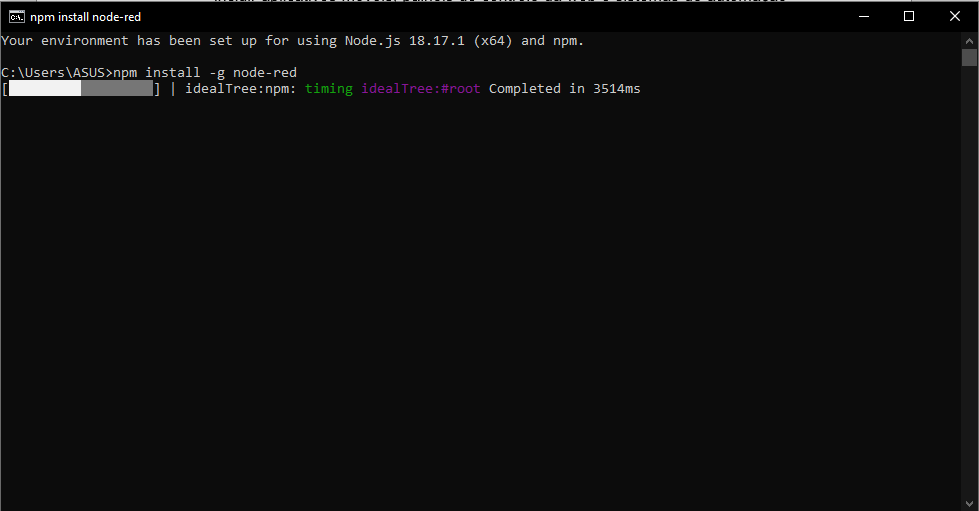 npm install node-red
Your environment has been set up for using Node.js 18.17.1 (x64) and npm.
C:\Users\ASUS>npm install -g node-red
[ ] | idealTree:npm: timing idealTree:#root Completed in 3514ms